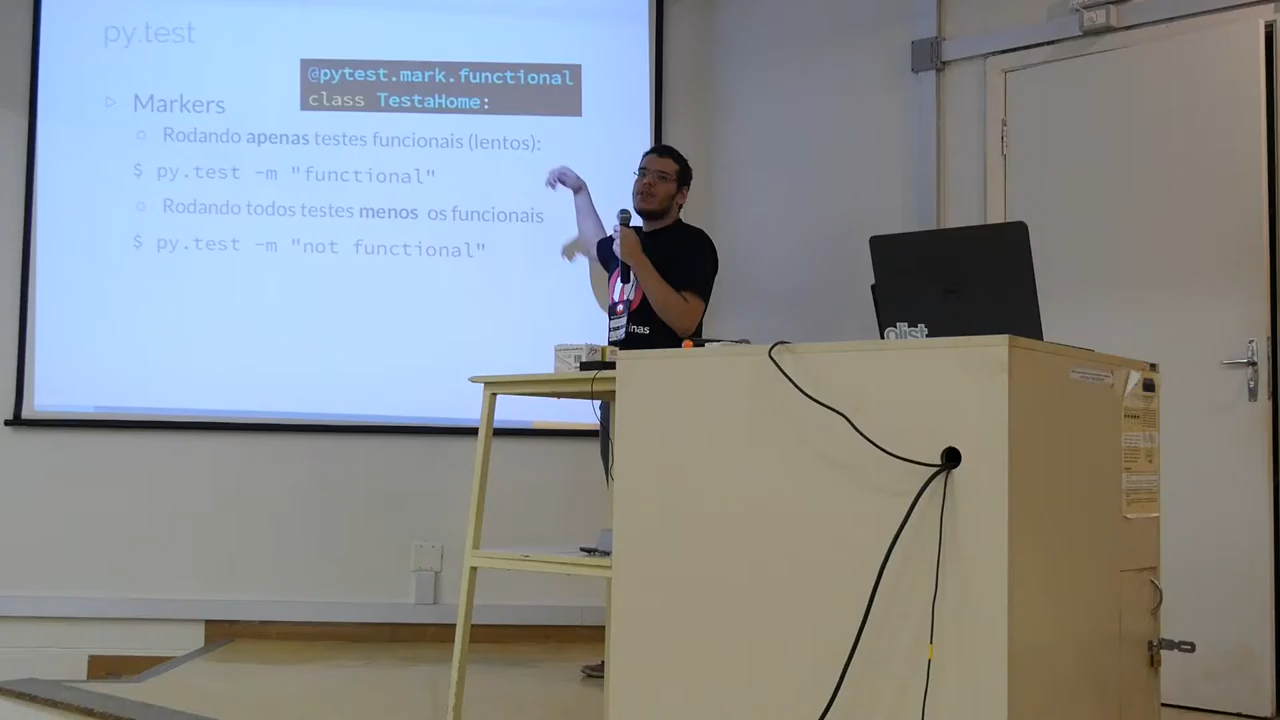 py.test
@pytest.mark.functional
class TestaHome:
▷ Markers
○ Rodando apenas testes funcionais (lentos):
$ py.test -m "functional"
○ Rodando todos testes menos os funcionais
$ py.test -m "not functional"
inas
olist